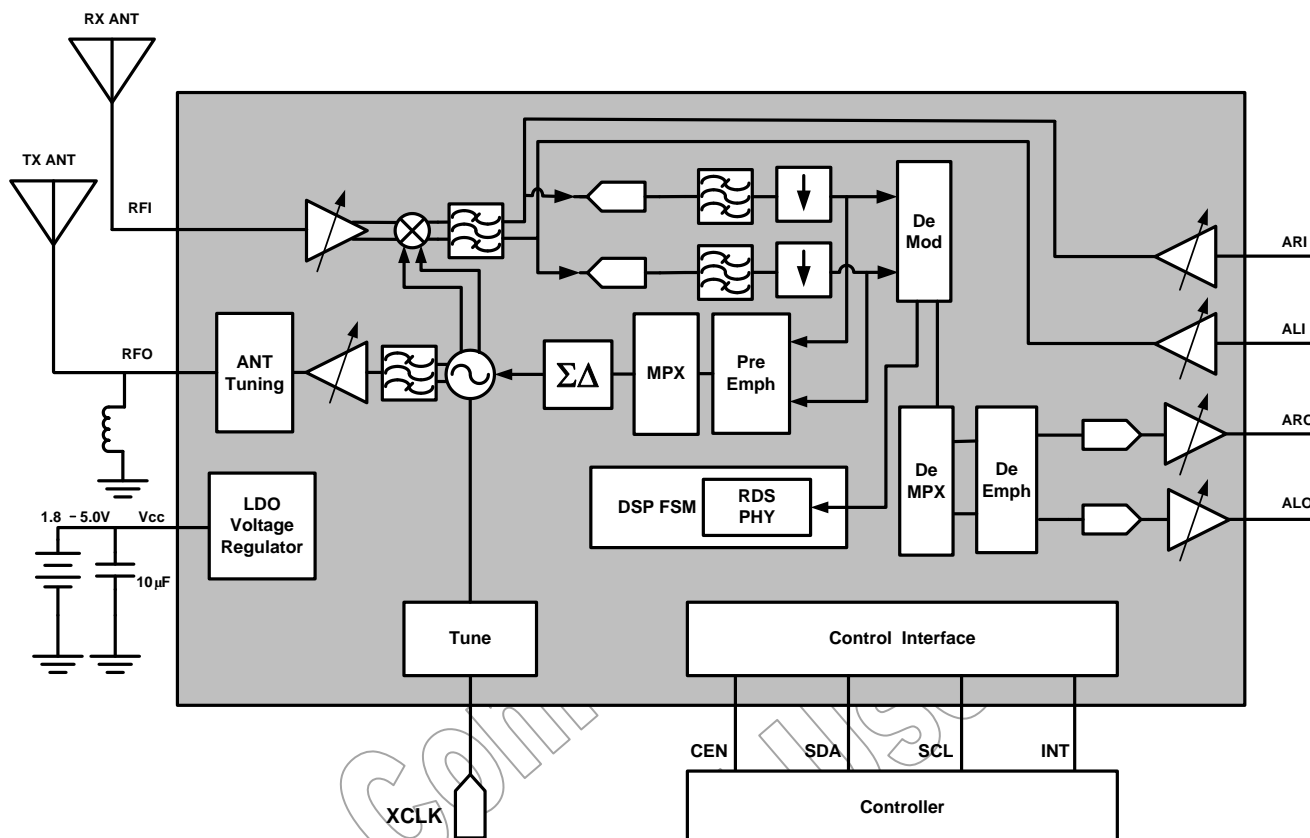 RX ANT
TX ANT
RFI
RFO
ANT
Tuning
LDO
Voltage
Regulator
1.8 – 5.0V
Vcc
10µF
ΣΔ
MPX
Pre
Emph
De
Mod
De
MPX
De
Emph
DSP FSM
RDS
PHY
ARI
ALI
ARO
ALO
Tune
Control Interface
CEN
SDA
SCL
INT
XCLK
Controller